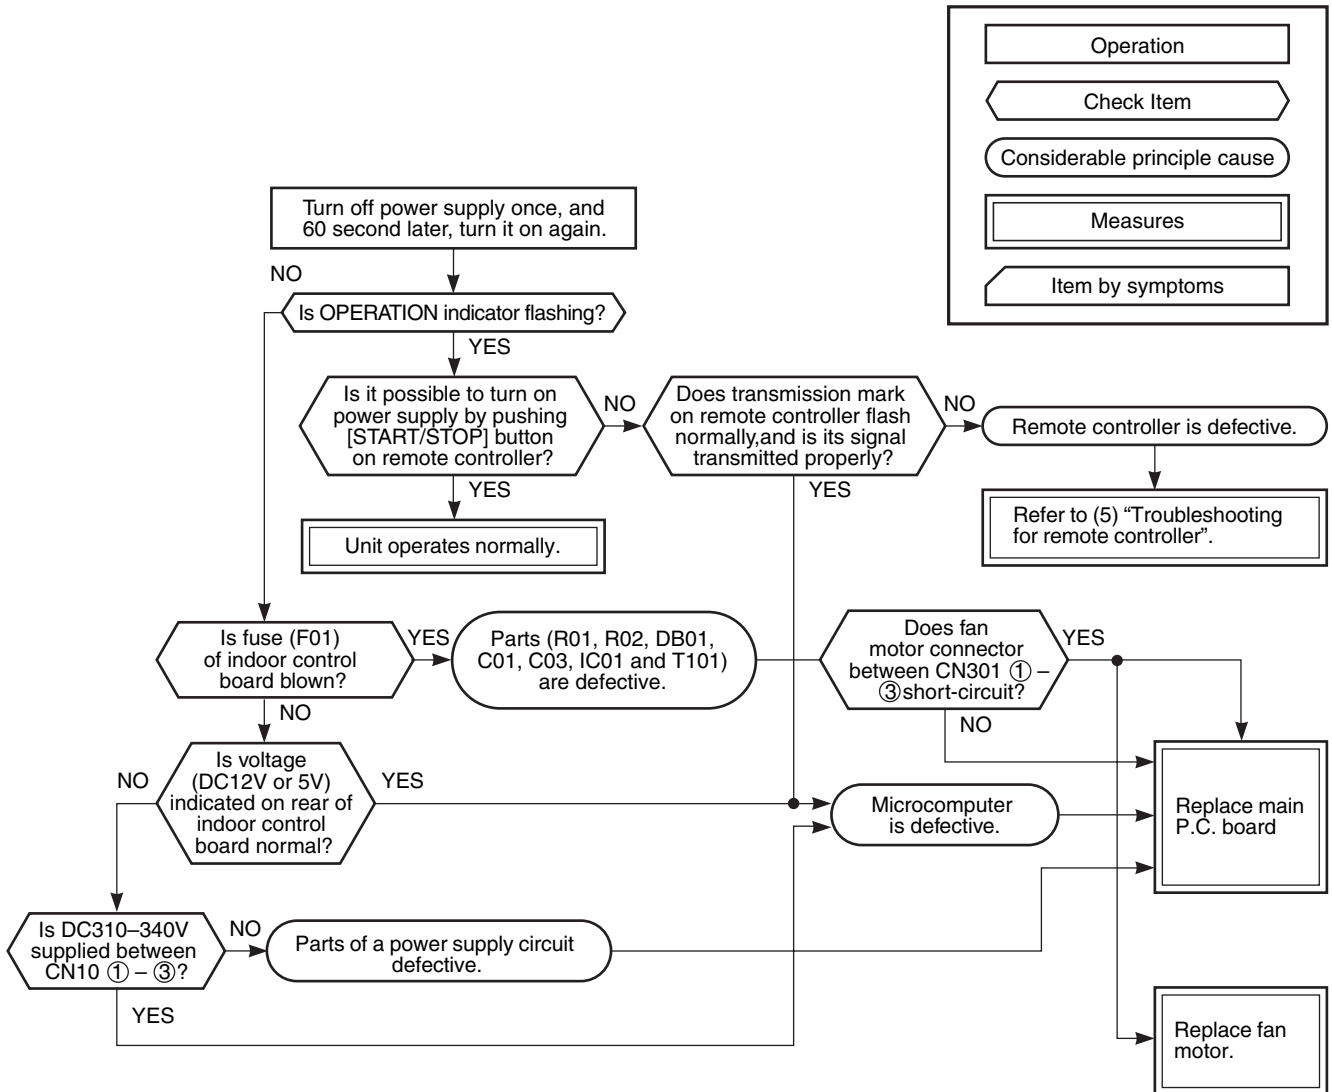 Operation
Check Item
Considerable principle cause
Measures
Item by symptoms
Turn off power supply once, and
60 second later, turn it on again.
NO
Is OPERATION indicator flashing?
YES
Is it possible to turn on
power supply by pushing
[START/STOP] button
on remote controller?
NO
Does transmission mark
on remote controller flash
normally,and is its signal
transmitted properly?
NO
Remote controller is defective.
YES
YES
Unit operates normally.
Refer to (5) “Troubleshooting
for remote controller”.
Is fuse (F01)
of indoor control
board blown?
YES
Parts (R01, R02, DB01,
C01, C03, IC01 and T101)
are defective.
Does fan
motor connector
between CN301 ① –
③short-circuit?
YES
NO
NO
Is voltage
(DC12V or 5V)
indicated on rear of
indoor control
board normal?
NO
YES
Microcomputer
is defective.
Replace main
P.C. board
Is DC310–340V
supplied between
CN10 ① – ③?
NO
Parts of a power supply circuit
defective.
YES
Replace fan
motor.